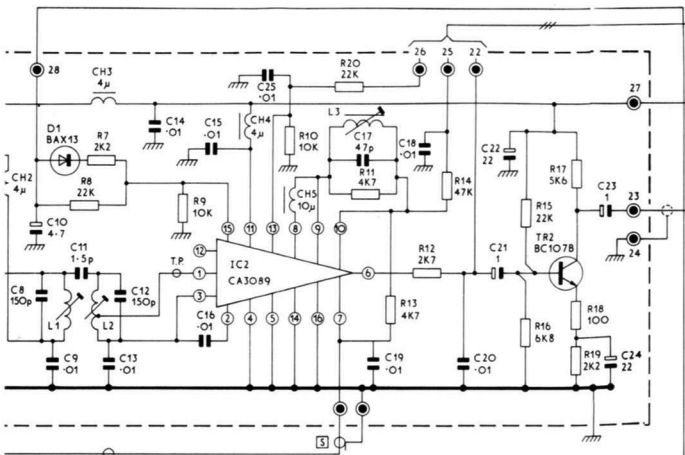 28
CH3
4µ
R20
22K
26
25
22
C25
·01
27
C14
·01
C15
·01
CH4
4µ
R10
10K
L3
C17
47p
C18
·01
R11
4K7
C22
22
R17
5K6
D1
BAX13
R7
2K2
R8
22K
CH2
4µ
R9
10K
CH5
10µ
R14
47K
R15
22K
C23
1
23
24
C10
4·7
15
11
13
8
9
10
12
T.P.
1
3
IC2
CA3089
6
R12
2K7
C21
1
TR2
BC107B
C11
1·5p
C8
150p
L1
L2
C12
150p
C16
·01
2
4
5
14
16
7
R13
4K7
R16
6K8
R18
100
C9
·01
C13
·01
C19
·01
C20
·01
R19
2K2
C24
22
S